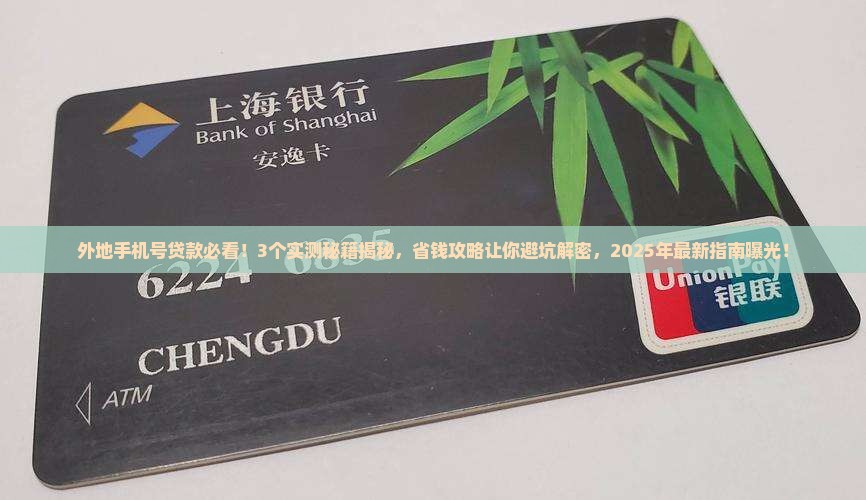 上海银行
Bank of Shanghai
安逸卡
外地手机号贷款必看！3个实测秘籍揭秘，省钱攻略让你避坑解密，2025年最新指南曝光！
6224 6835
UnionPay
银联
CHENGDU
ATM